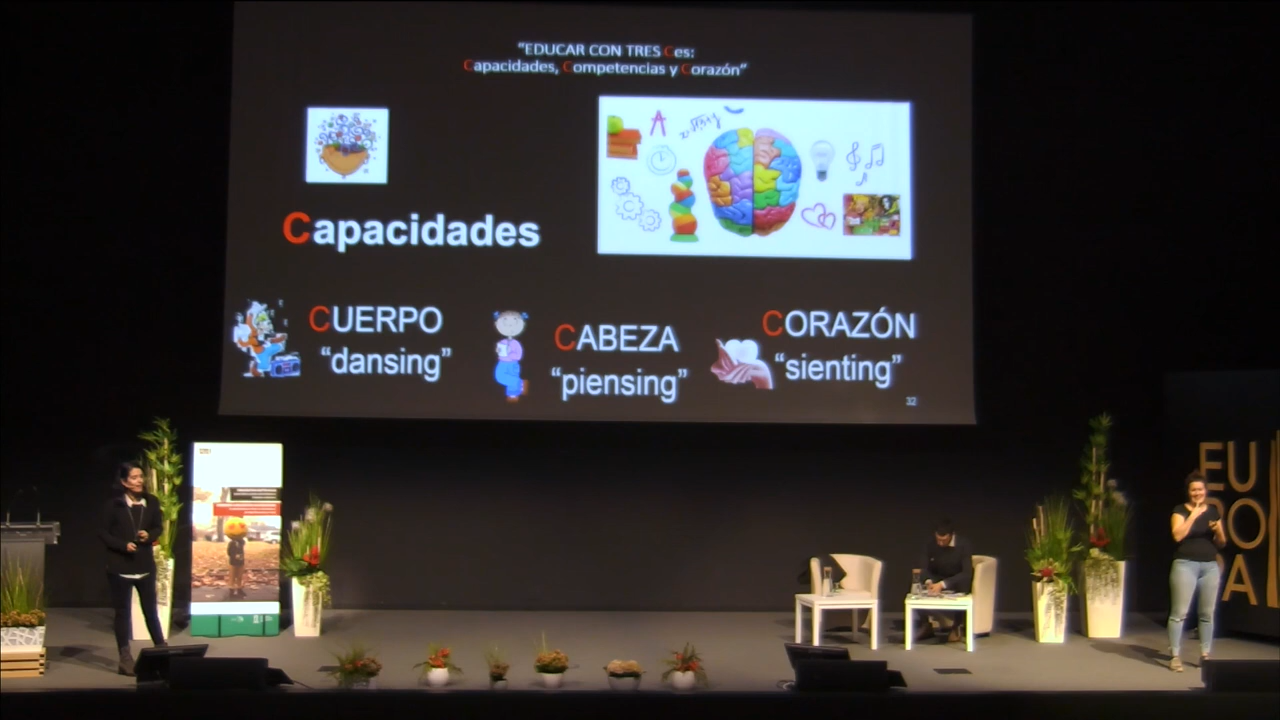 “EDUCAR CON TRES Ces:
Capacidades, Competencias y Corazón”
Capacidades
CUERPO
“dansing”
CABEZA
“piensing”
CORAZÓN
“sienting”
32
EU
RO
PA